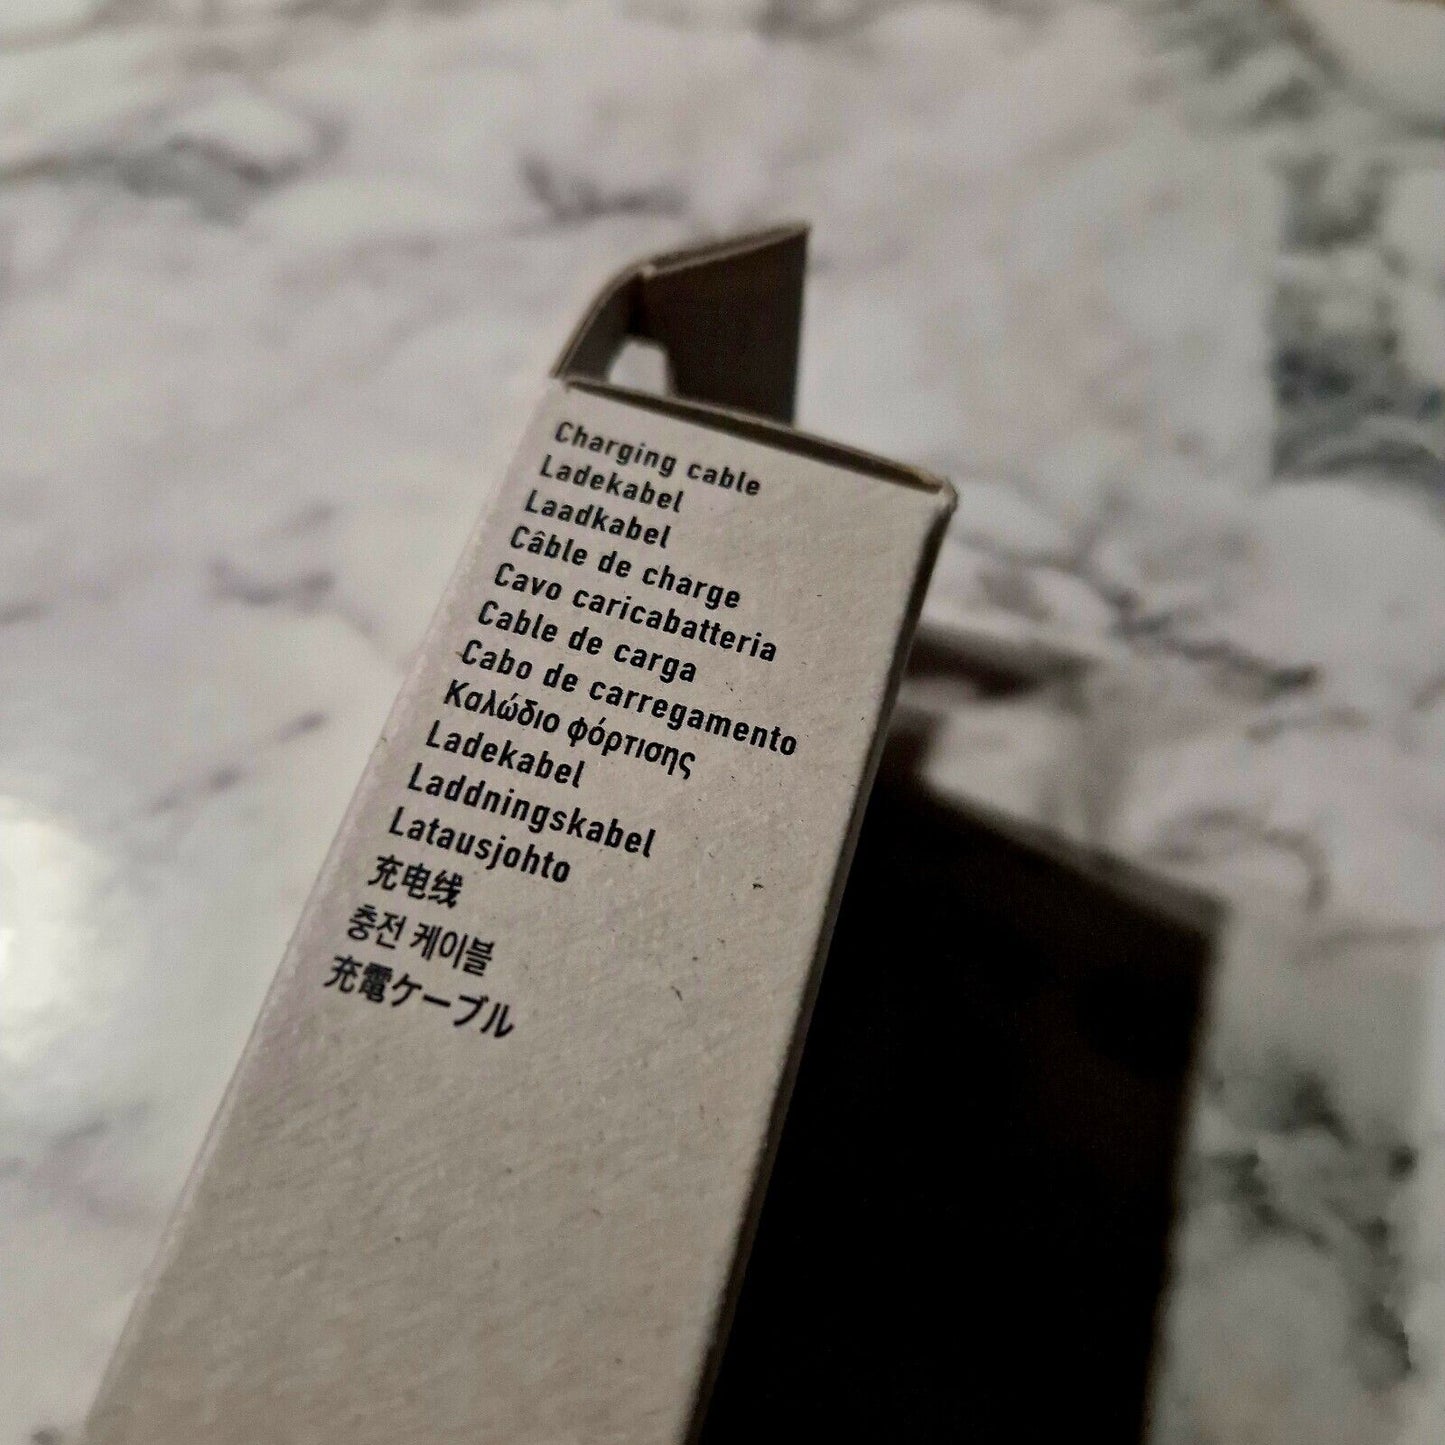 Charging cable
Ladekabel
Laadkabel
Câble de charge
Cavo caricabatteria
Cable de carga
Cabo de carregamento
Καλώδιο φόρτισης
Ladekabel
Laddningskabel
Latausjohto
充电线
충전 케이블
充電ケーブル